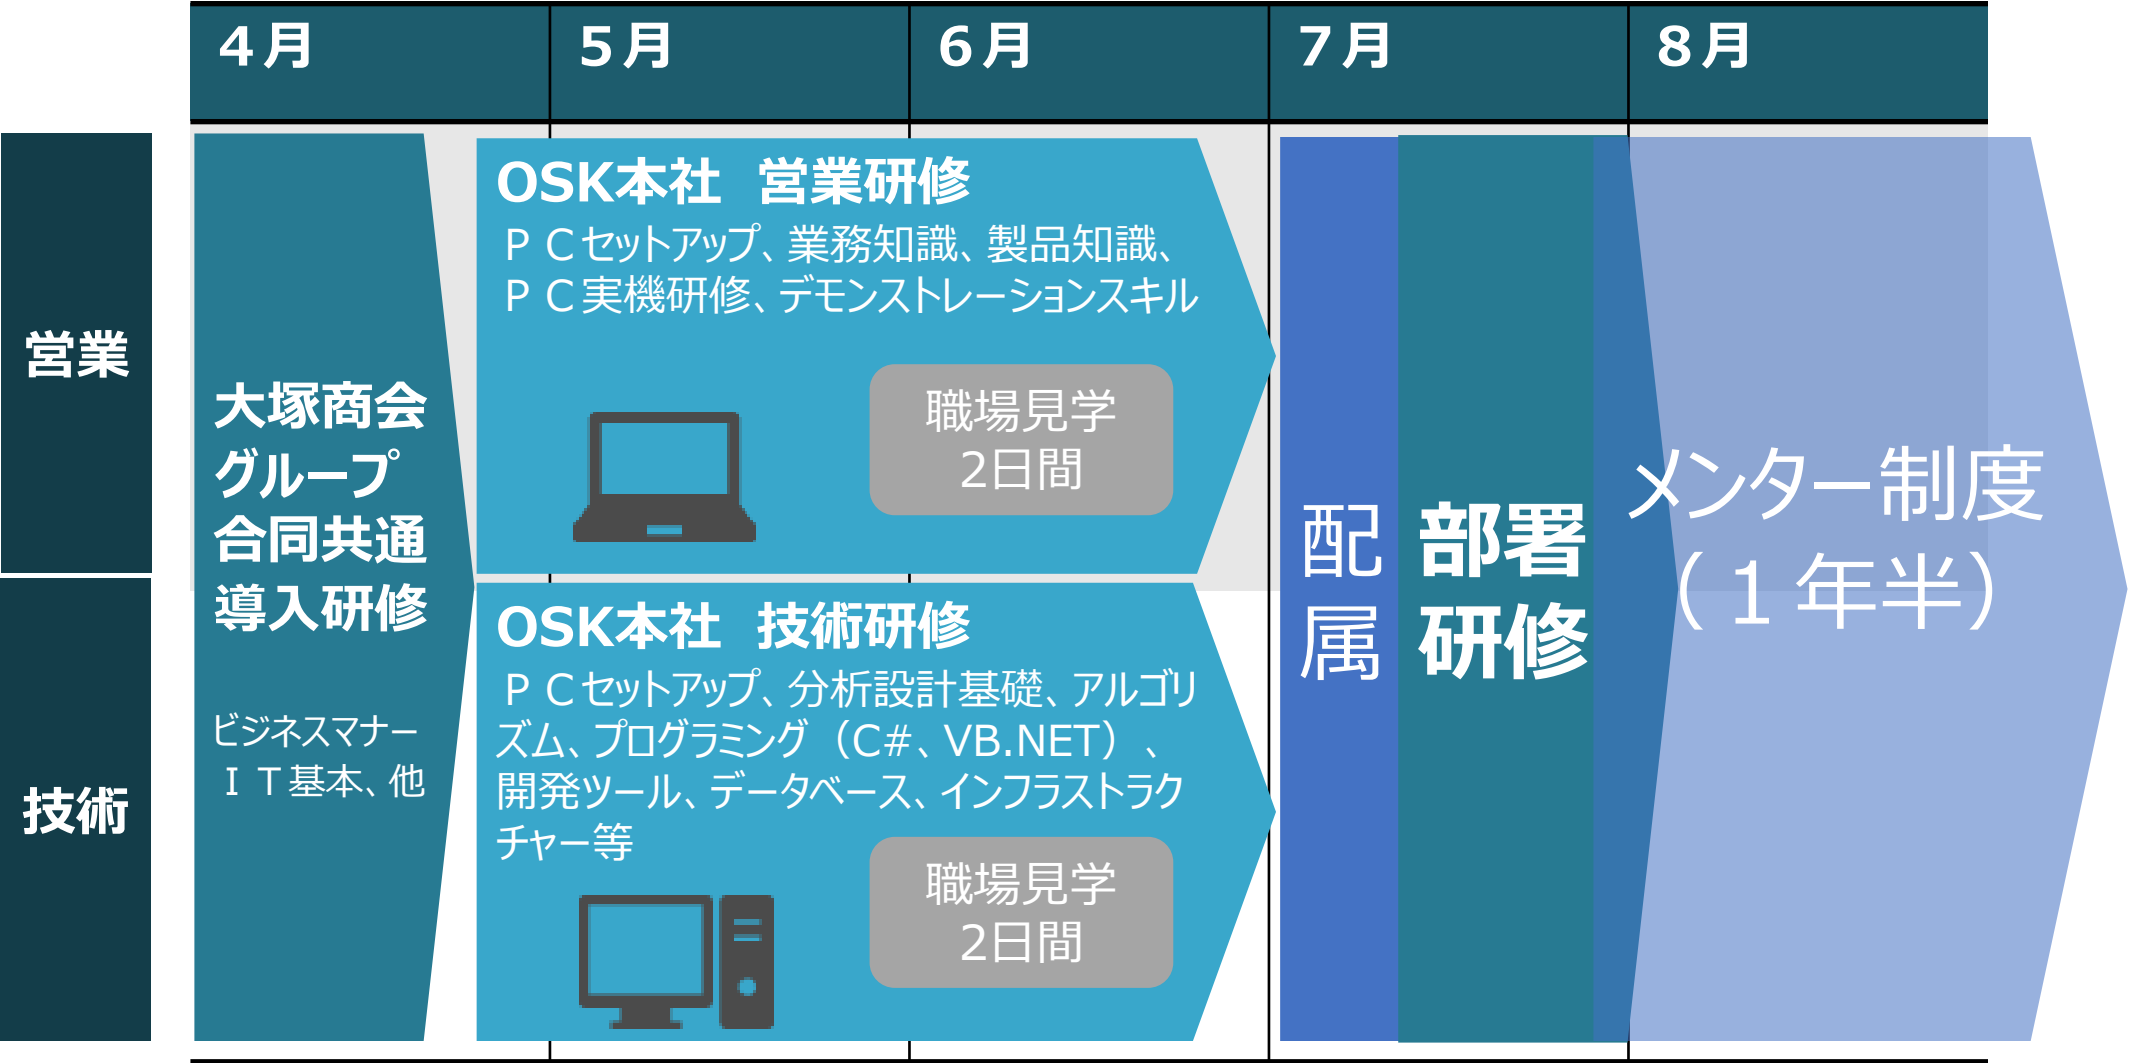 ４月
５月
６月
７月
８月
営業
技術
大塚商会
グループ
合同共通
導入研修
ビジネスマナー
ＩＴ基本、他
OSK本社　営業研修
ＰＣセットアップ、業務知識、製品知識、
ＰＣ実機研修、デモンストレーションスキル
職場見学
2日間
OSK本社　技術研修
ＰＣセットアップ、分析設計基礎、アルゴリ
ズム、プログラミング（C#、VB.NET）、
開発ツール、データベース、インフラストラク
チャー等
職場見学
2日間
配
属
部署
研修
メンター制度
（１年半）